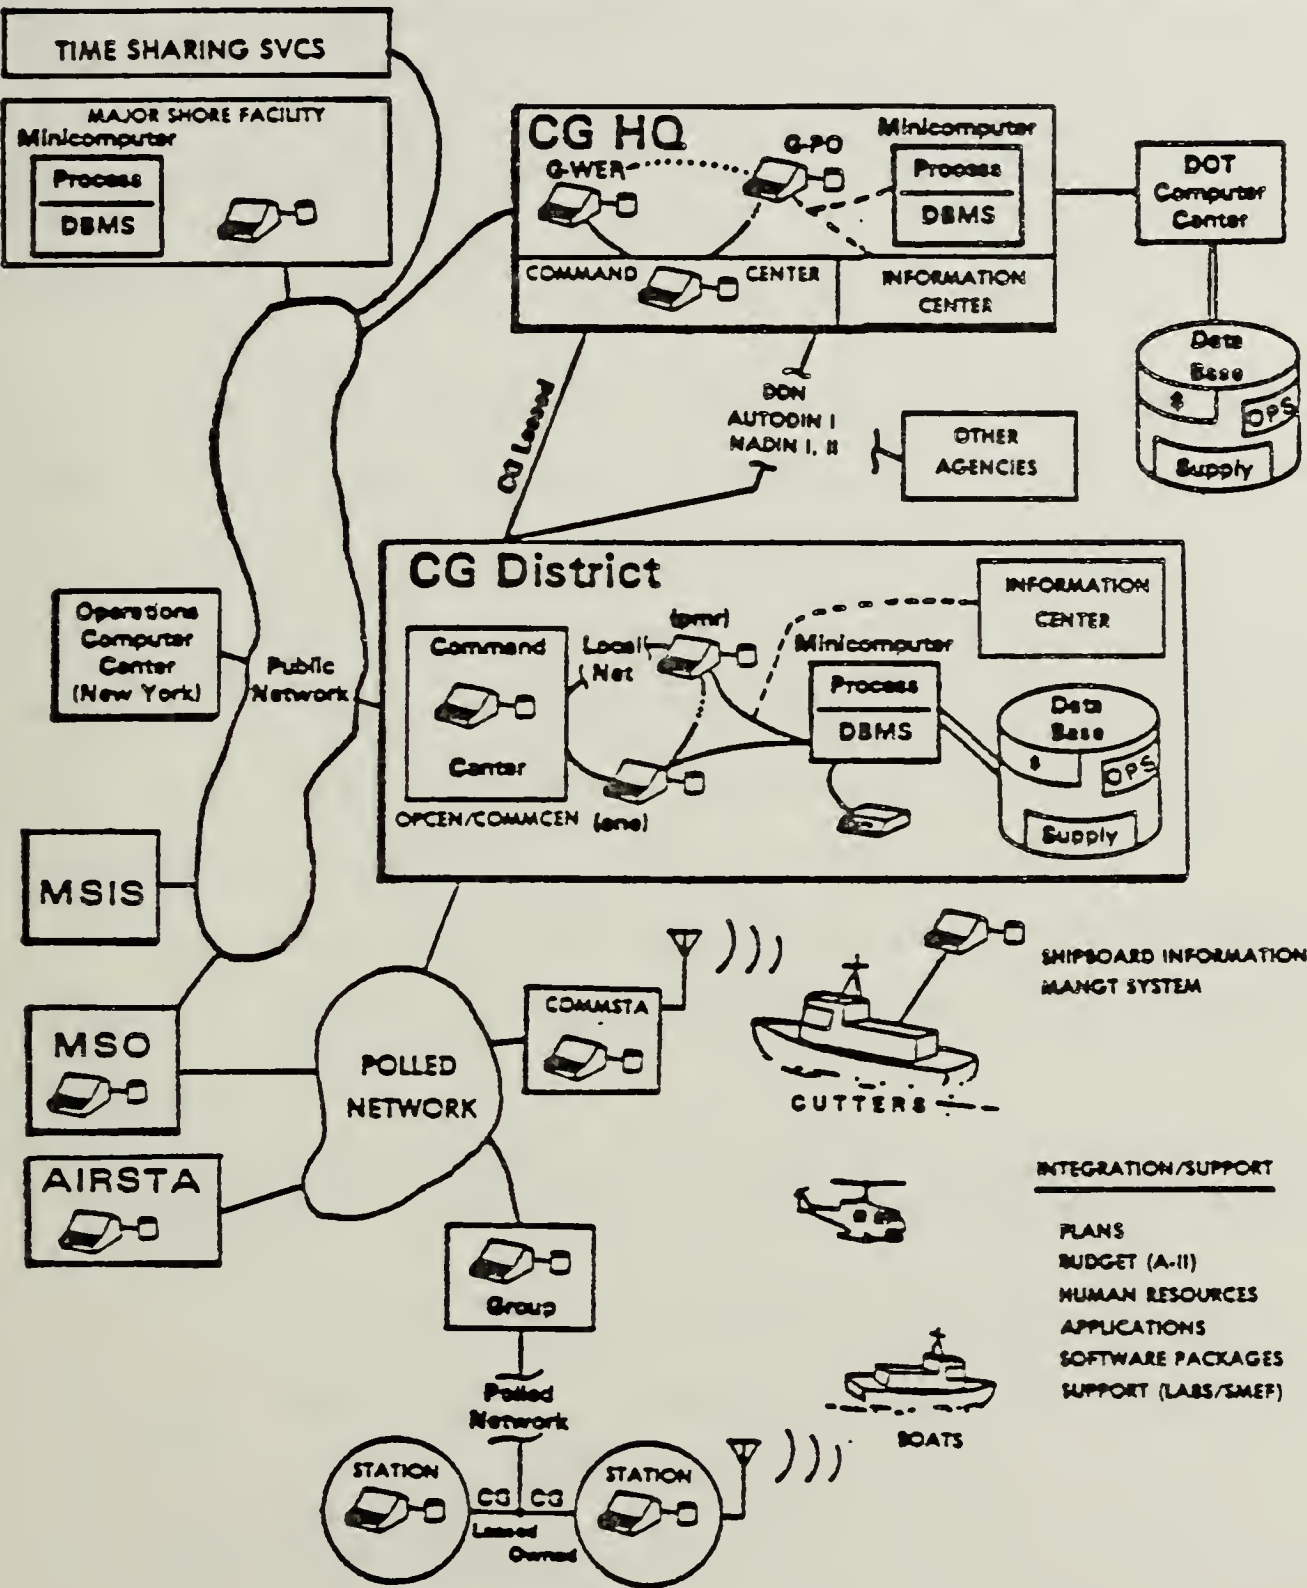 TIME SHARING SVCS
MAJOR SHORE FACILITY
Minicomputer
Process
DBMS
CG HQ
G-WER
G-PO
Minicomputer
Process
DBMS
COMMAND CENTER
INFORMATION
CENTER
DOT
Computer
Center
Data
Base
$
OPS
Supply
CG Leased
DDN
AUTODIN I
NADIN I, II
OTHER
AGENCIES
CG District
Command
Center
OPCEN/COMMCEN
Local
Net
(pmr)
Minicomputer
Process
DBMS
INFORMATION
CENTER
Data
Base
$
OPS
Supply
Operations
Computer
Center
(New York)
Public
Network
MSIS
MSO
AIRSTA
POLLED
NETWORK
COMMSTA
SHIPBOARD INFORMATION
MANGT SYSTEM
CUTTERS
Group
Polled
Network
STATION
CG CG
Leased
Owned
STATION
BOATS
INTEGRATION/SUPPORT
PLANS
BUDGET (A-11)
HUMAN RESOURCES
APPLICATIONS
SOFTWARE PACKAGES
SUPPORT (LABS/SMEF)